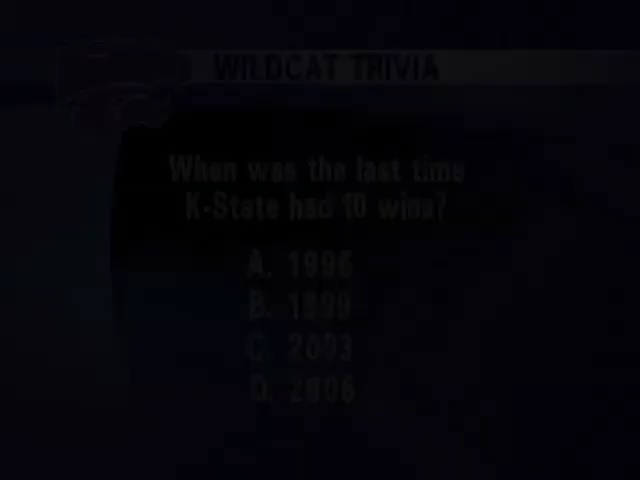 WILDCAT TRIVIA
When was the last time
K-State had 10 wins?
A. 1996
B. 1999
C. 2003
D. 2006